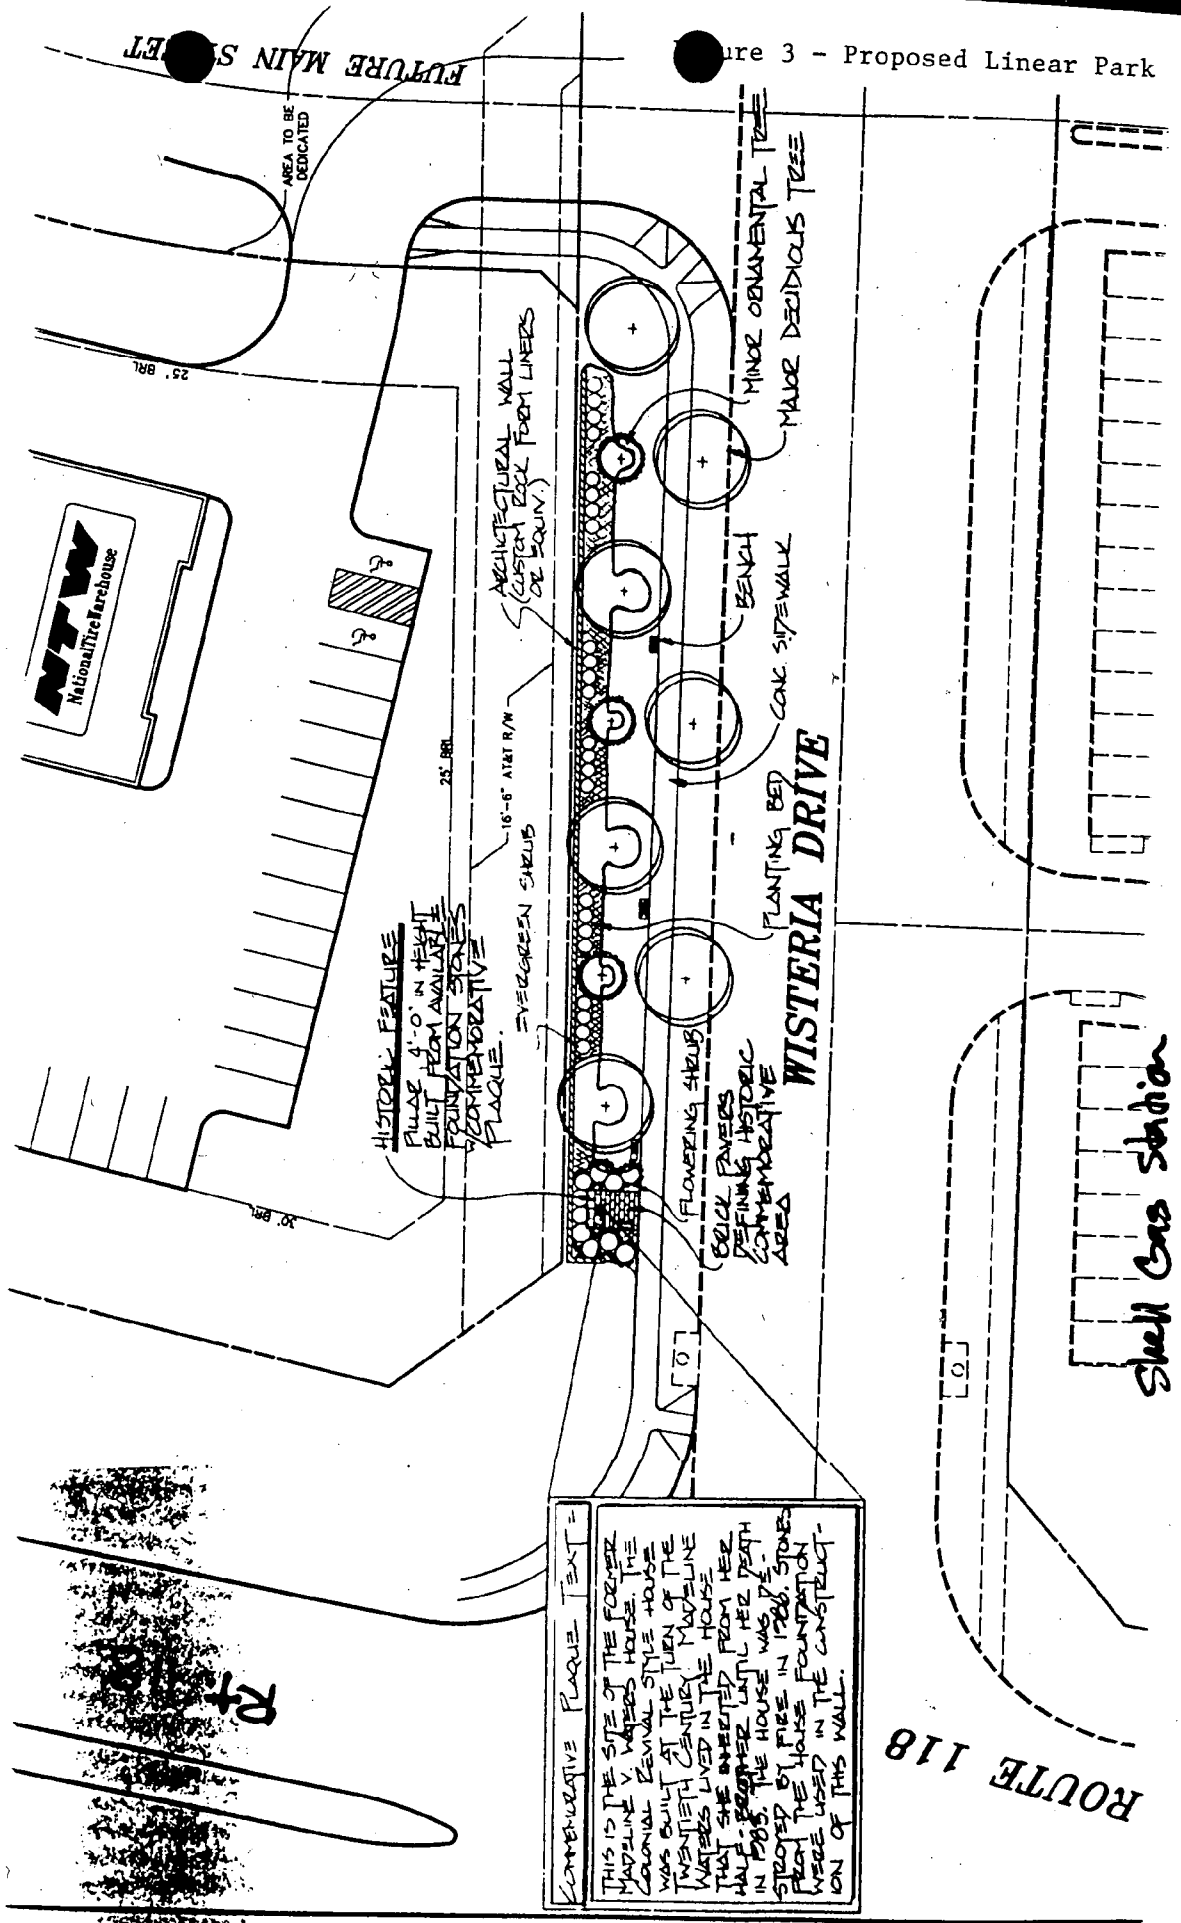 ure 3 - Proposed Linear Park
FUTURE MAIN S
ET
AREA TO BE
DEDICATED
25' BRL
NTW
NationalTireWarehouse
ARCHITECTURAL WALL
(CUSTOM ROCK FORM LINERS
OR EQUIV.)
MINOR ORNAMENTAL TREE
MAJOR DECIDIOUS TREE
BENCH
CONC. SIDEWALK
25' BRL
16'-6" AT&T R/W
EVERGREEN SHRUB
PLANTING BED
WISTERIA DRIVE
HISTORIC FEATURE
PILLAR 4'-0" IN HEIGHT
BUILT FROM AVAILABLE
FOUNDATION STONES
W/COMMEMORATIVE
PLAQUE.
FLOWERING SHRUB
BRICK PAVERS
DEFINING HISTORIC
COMMEMORATIVE
AREA
30' BRL
Shell Gas Station
COMMEMORATIVE PLAQUE TEXT =
THIS IS THE SITE OF THE FORMER
MADELINE V. WATERS HOUSE. THE
COLONIAL REVIVAL STYLE HOUSE
WAS BUILT AT THE TURN OF THE
TWENTIETH CENTURY. MADELINE
WATERS LIVED IN THE HOUSE
THAT SHE INHERITED FROM HER
HALF-BROTHER UNTIL HER DEATH
IN 1985. THE HOUSE WAS DE-
STROYED BY FIRE IN 1986. STONES
FROM THE HOUSE FOUNDATION
WERE USED IN THE CONSTRUCT-
ION OF THIS WALL.
Rt
ROUTE 118